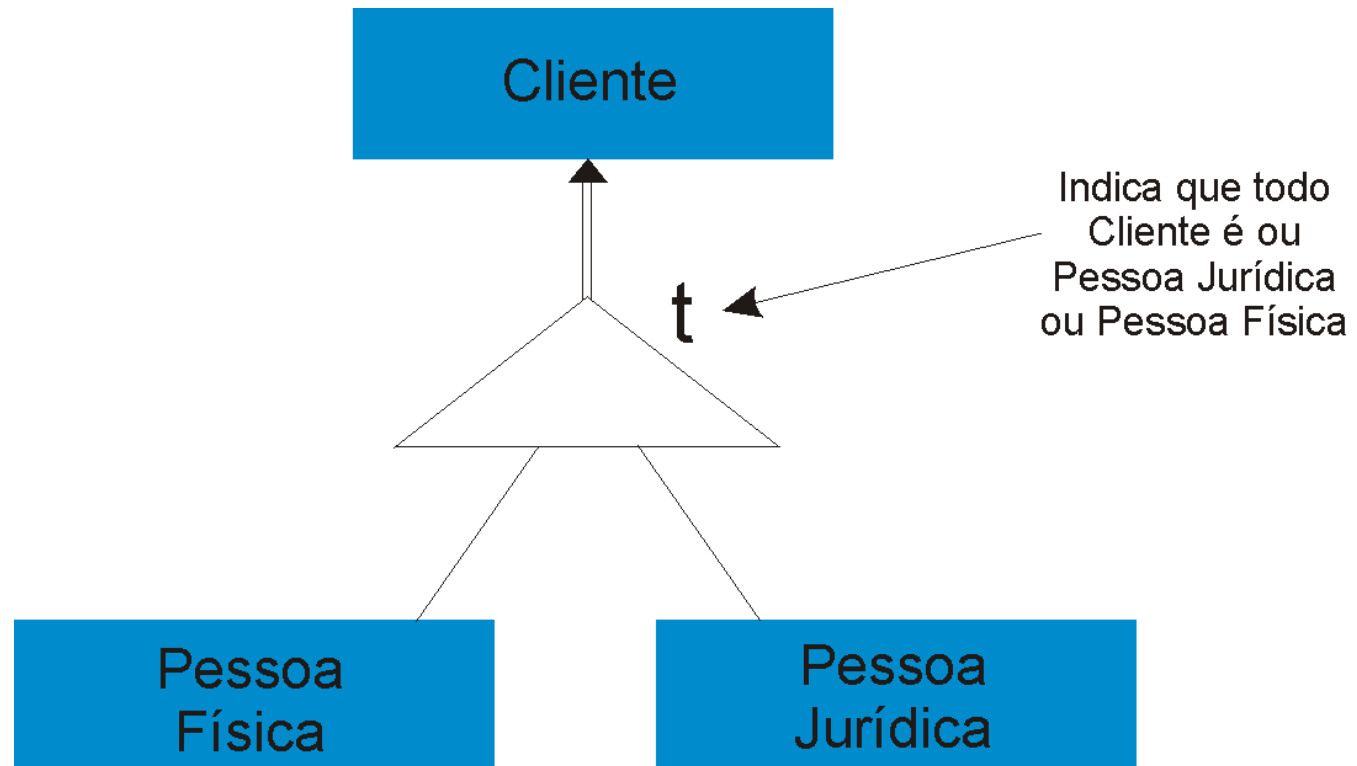 Cliente
Indica que todo
Cliente é ou
Pessoa Jurídica
ou Pessoa Física
t
Pessoa
Física
Pessoa
Jurídica